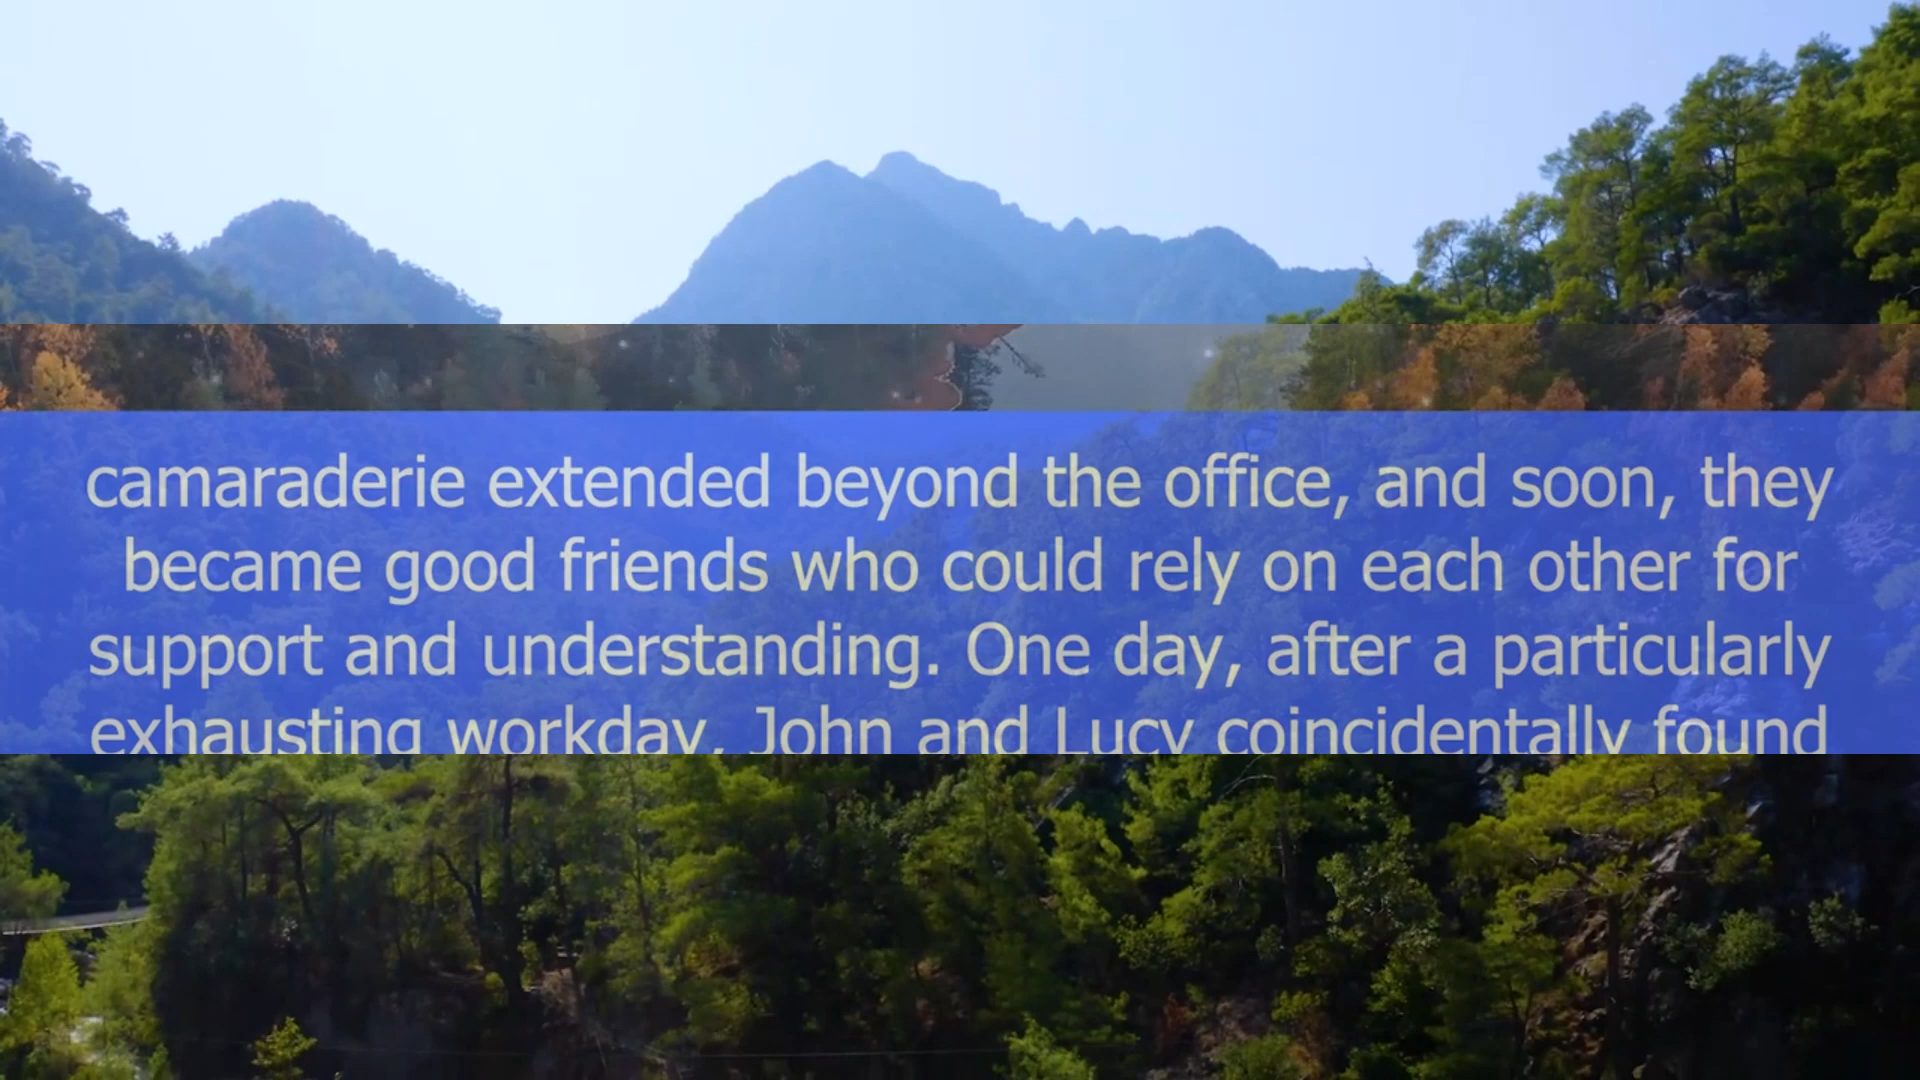 camaraderie extended beyond the office, and soon, they
became good friends who could rely on each other for
support and understanding. One day, after a particularly
exhausting workday, John and Lucy coincidentally found